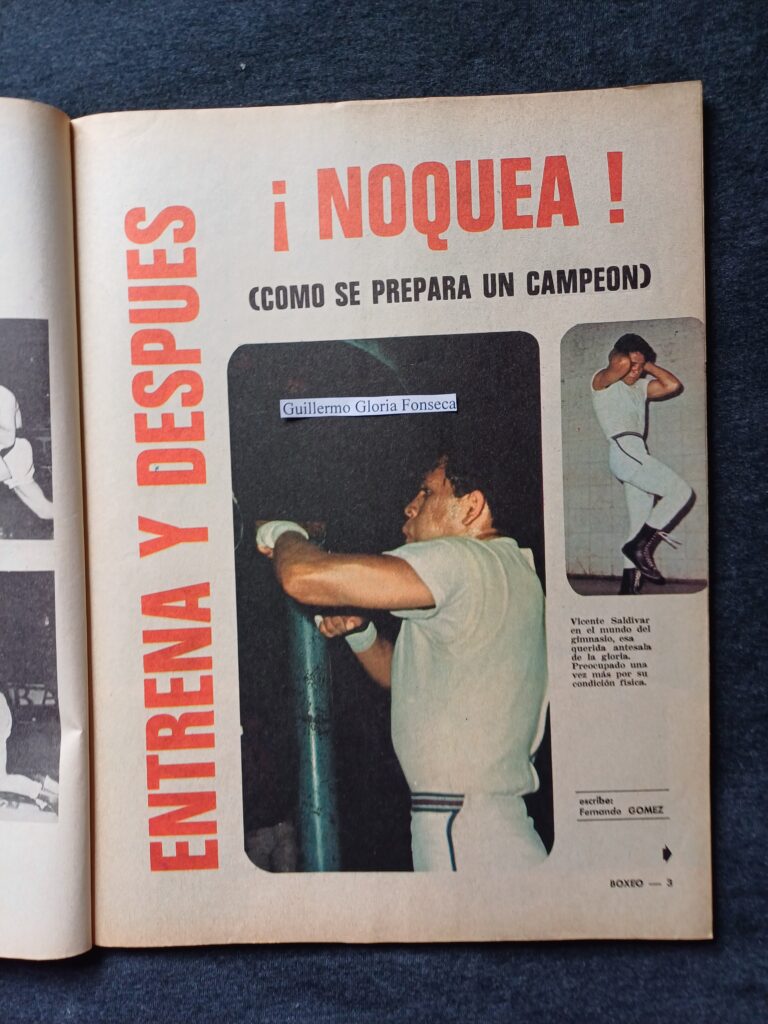 ENTRENA Y DESPUES
¡ NOQUEA !
(COMO SE PREPARA UN CAMPEON)
Guillermo Gloria Fonseca
Vicente Saldivar
en el mundo del
gimnasio, esa
querida antesala
de la gloria.
Preocupado una
vez más por su
condición física.
escribe:
Fernando GOMEZ
BOXEO — 3